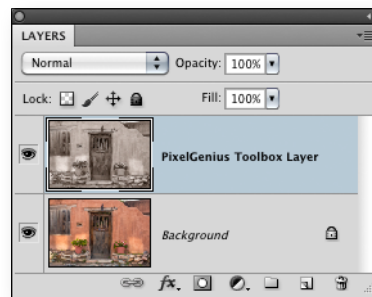 LAYERS
Normal Opacity: 100%
Lock: Fill: 100%
PixelGenius Toolbox Layer
Background
fx.